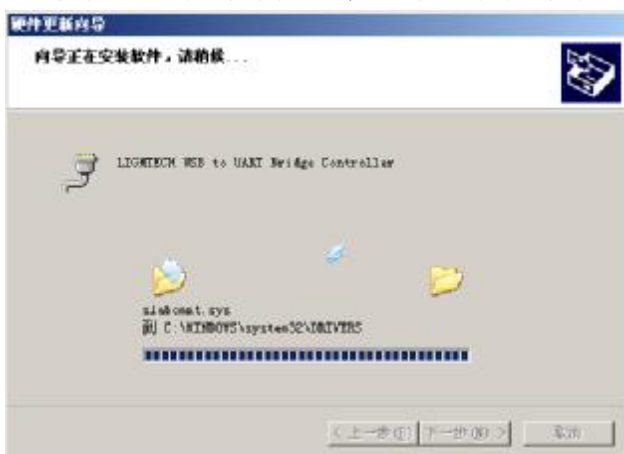 硬件更新向导
向导正在安装软件，请稍候...
LIGHTECH USB to UART Bridge Controller
到 C:\WINDOWS\system32\DRIVERS
<上一步(B) 下一步(N)> 取消